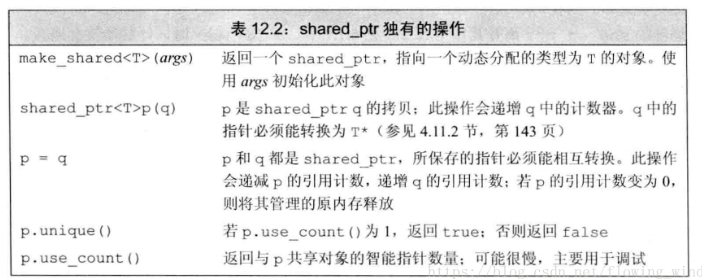 表 12.2：shared_ptr 独有的操作
make_shared<T>(args) 返回一个 shared_ptr，指向一个动态分配的类型为 T 的对象。使
用 args 初始化此对象
shared_ptr<T>p(q) p 是 shared_ptr q 的拷贝；此操作会递增 q 中的计数器。q 中的
指针必须能转换为 T*（参见 4.11.2 节，第 143 页）
p = q p 和 q 都是 shared_ptr，所保存的指针必须能相互转换。此操作
会递减 p 的引用计数，递增 q 的引用计数；若 p 的引用计数变为 0，
则将其管理的原内存释放
p.unique() 若 p.use_count() 为 1，返回 true；否则返回 false
p.use_count() 返回与 p 共享对象的智能指针数量；可能很慢，主要用于调试
https://blog.csdn.net/flowing_wind